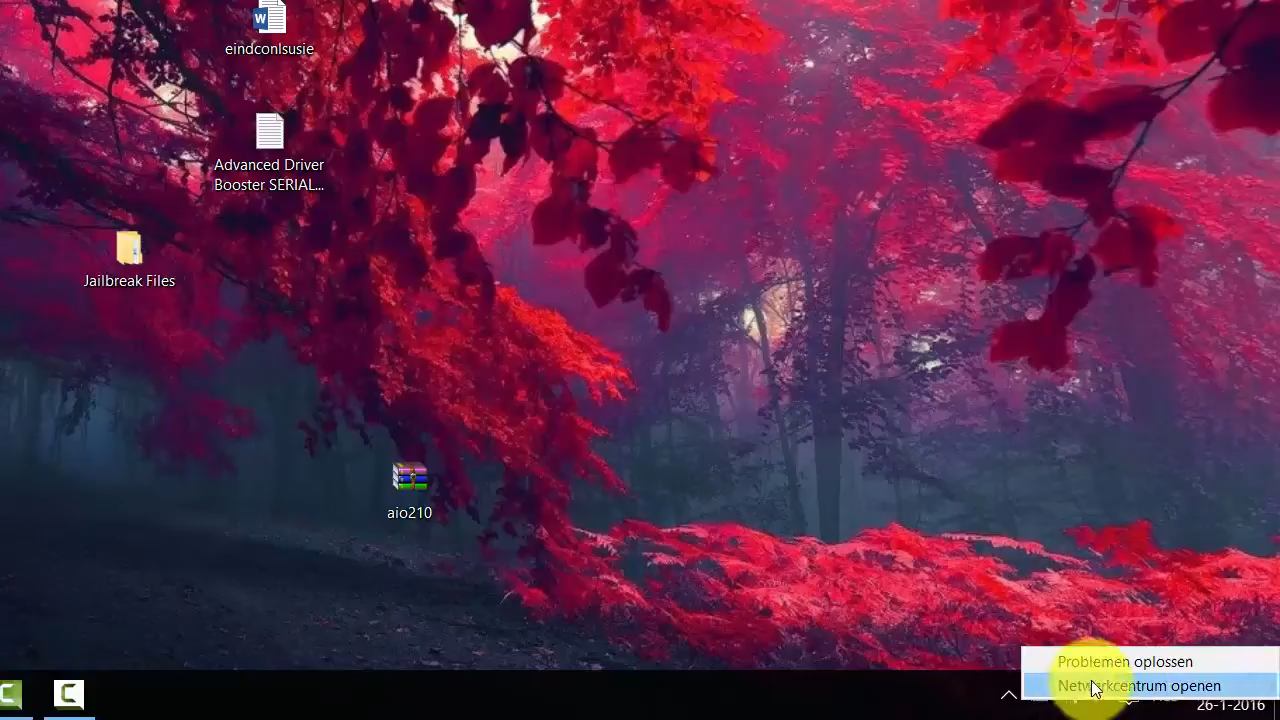 eindconlsusie
Advanced Driver
Booster SERIAL...
Jailbreak Files
aio210
Problemen oplossen
Netwerkcentrum openen
26-1-2016